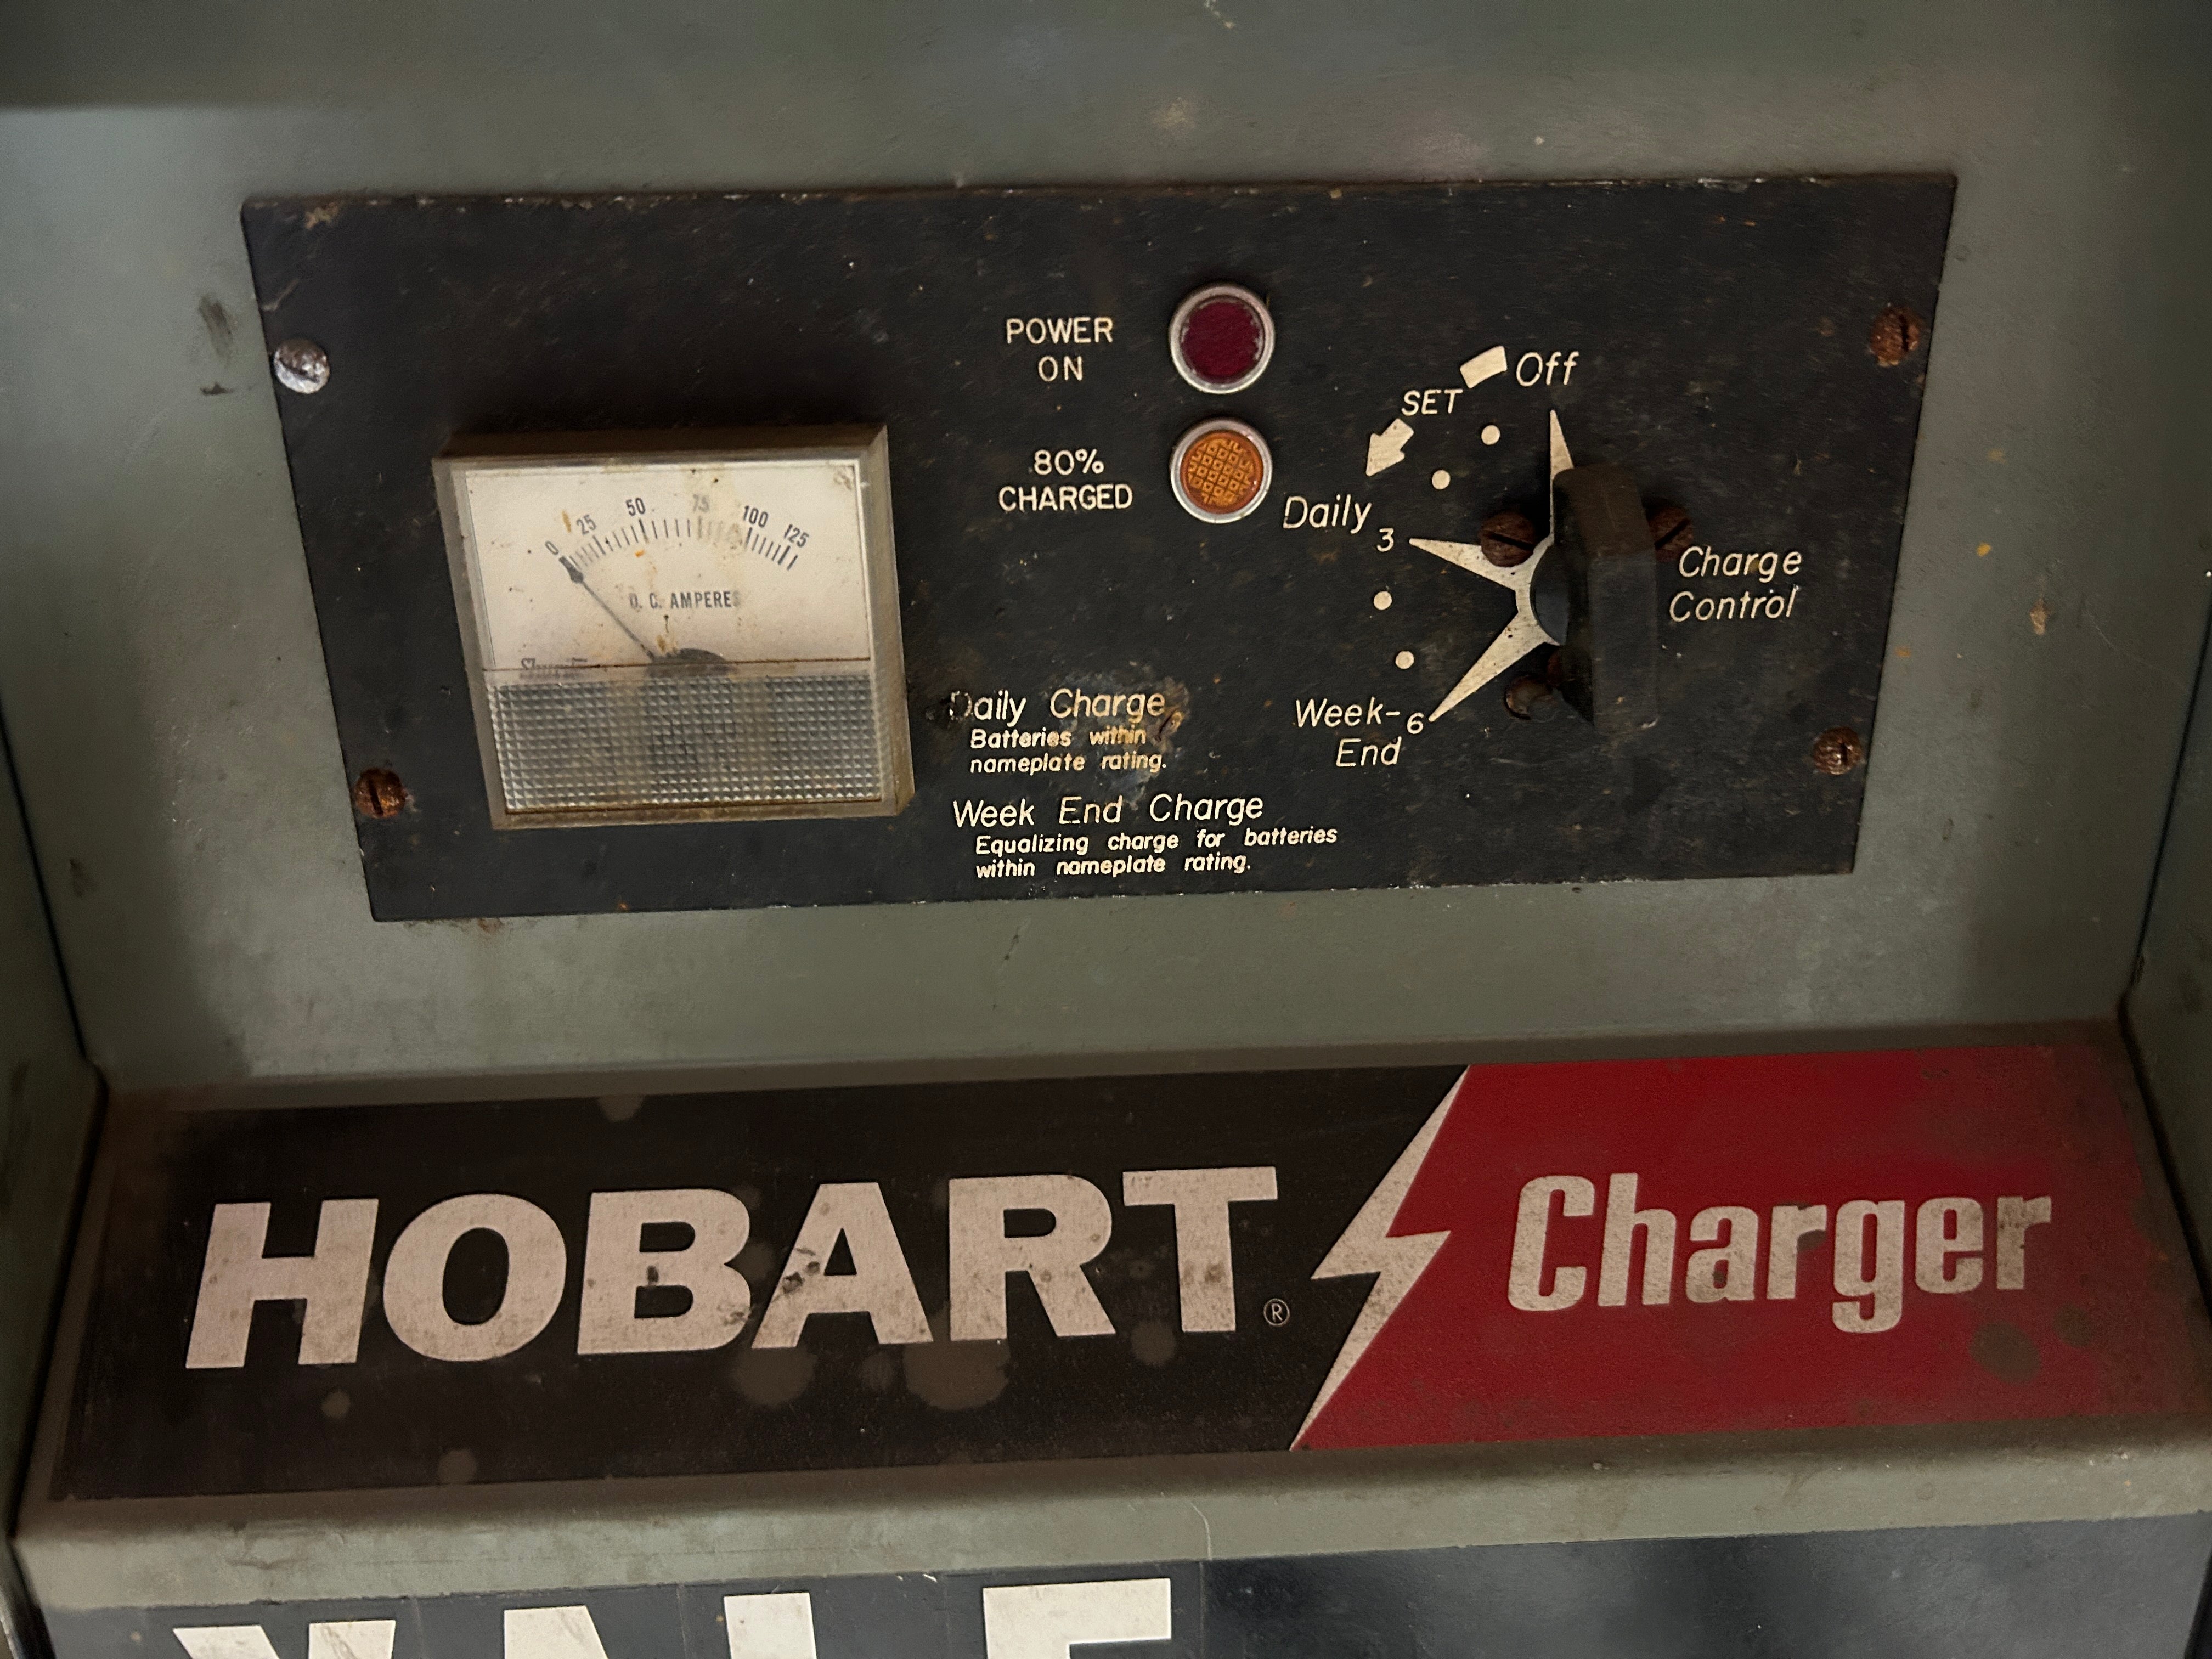 POWER
ON
80%
CHARGED
Off
SET
Daily
3
Charge
Control
Week-
6
End
0 25 50 75 100 125
D. C. AMPERES
Daily Charge
Batteries within
nameplate rating.
Week End Charge
Equalizing charge for batteries
within nameplate rating.
HOBART® Charger